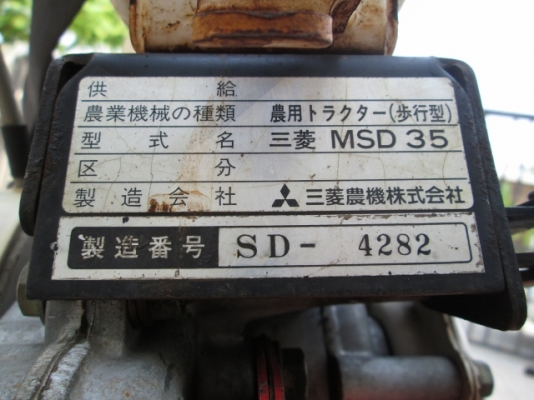 供給
農業機械の種類 農用トラクター(歩行型)
型式名 三菱 MSD 35
区分
製造会社 三菱農機株式会社
製造番号 SD- 4282